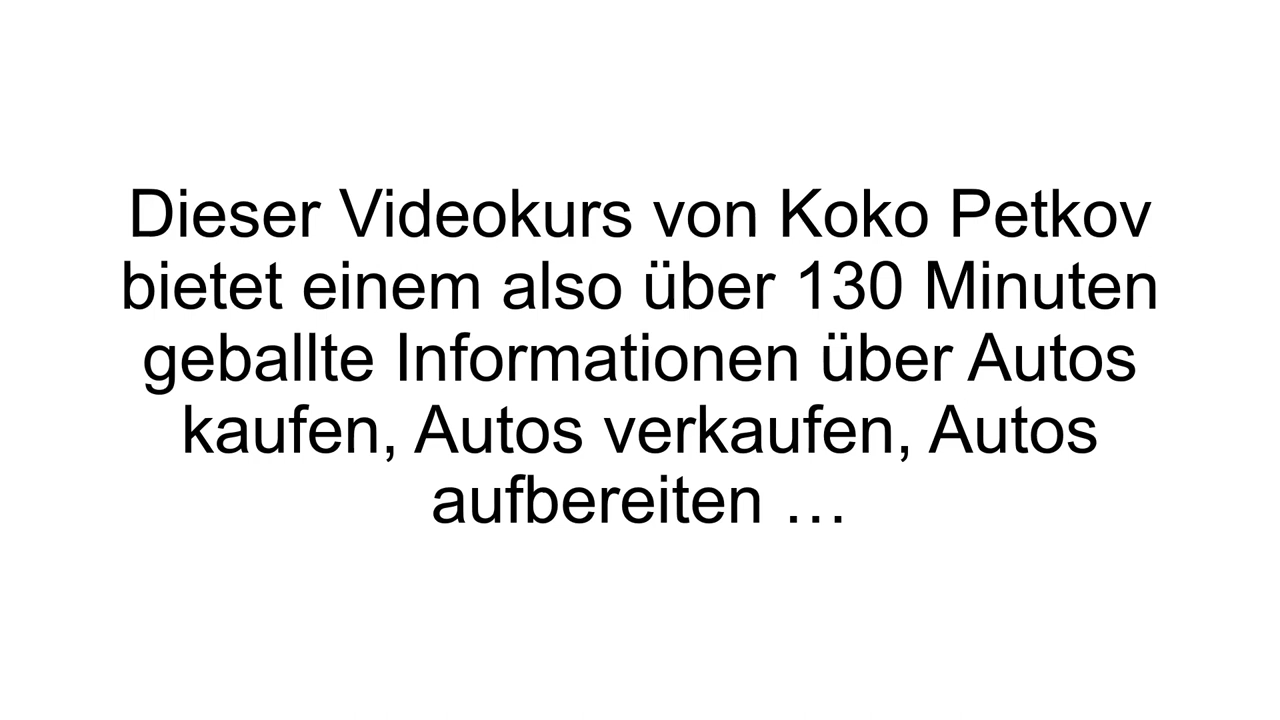 Dieser Videokurs von Koko Petkov
bietet einem also über 130 Minuten
geballte Informationen über Autos
kaufen, Autos verkaufen, Autos
aufbereiten …